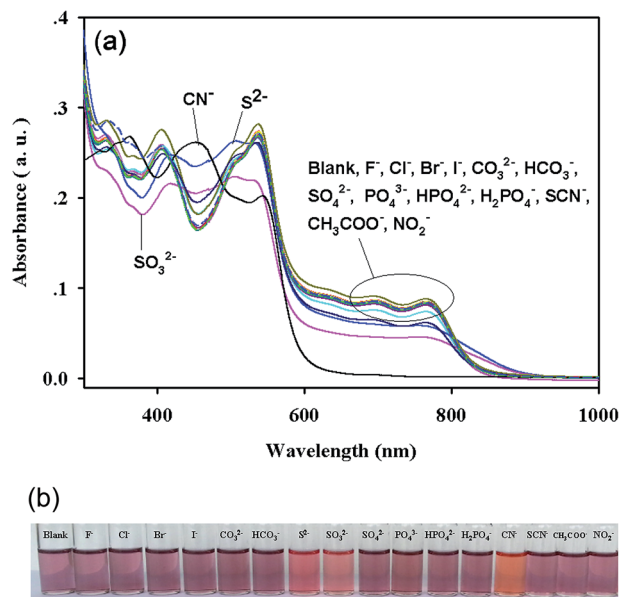 (a)
.4
.3
.2
.1
0.0
Absorbance ( a. u. )
CN⁻
S²⁻
SO₃²⁻
Blank, F⁻, Cl⁻, Br⁻, I⁻, CO₃²⁻, HCO₃⁻,
SO₄²⁻, PO₄³⁻, HPO₄²⁻, H₂PO₄⁻, SCN⁻,
CH₃COO⁻, NO₂⁻
400 600 800 1000
Wavelength (nm)
(b)
Blank F⁻ Cl⁻ Br⁻ I⁻ CO₃²⁻ HCO₃⁻ S²⁻ SO₃²⁻ SO₄²⁻ PO₄³⁻ HPO₄²⁻ H₂PO₄⁻ CN⁻ SCN⁻ CH₃COO⁻ NO₂⁻